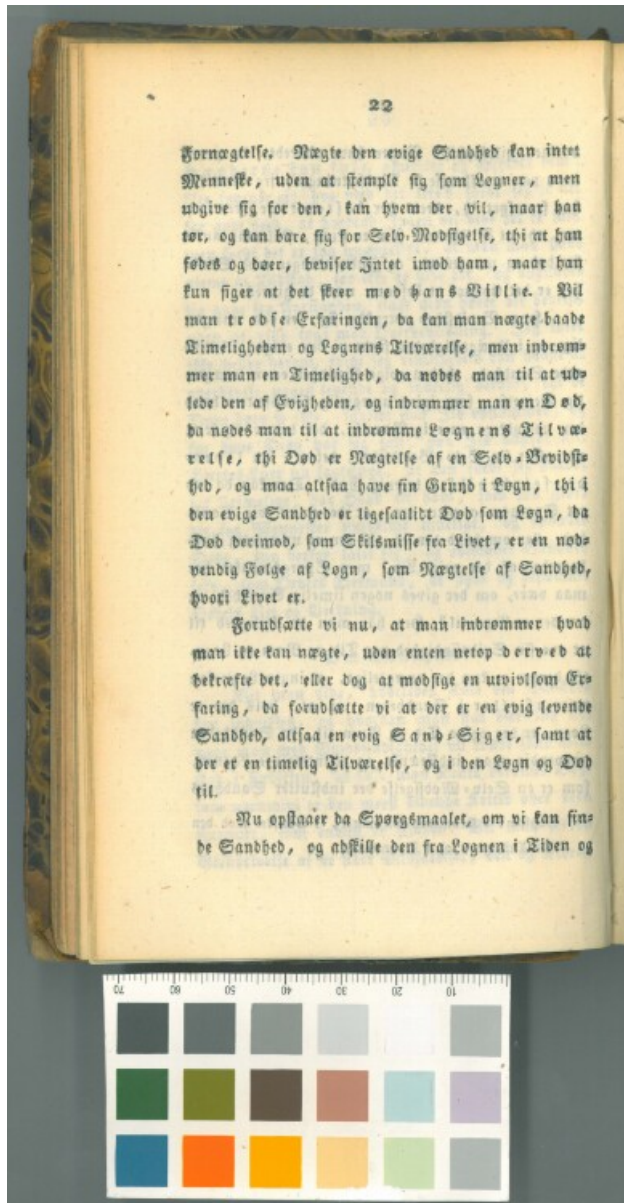 22
Fornægtelse. Nægte den evige Sandhed kan intet
Menneske, uden at stemple sig som Løgner, men
udgive sig for den, kan hvem der vil, naar han
tør, og kan bare sig for Selv-Modsigelse, thi at han
fødes og døer, beviser Intet imod ham, naar han
kun siger at det skeer med hans Villie. Vil
man trodse Erfaringen, da kan man nægte baade
Timeligheden og Løgnens Tilværelse, men indrøm-
mer man en Timelighed, da nødes man til at ud-
lede den af Evigheden, og indrømmer man en Død,
da nødes man til at indrømme Løgnens Tilvæ-
relse, thi Død er Nægtelse af en Selv-Bevidst-
hed, og maa altsaa have sin Grund i Løgn, thi i
den evige Sandhed er ligesaalidt Død som Løgn, da
Død derimod, som Skilsmisse fra Livet, er en nød-
vendig Følge af Løgn, som Nægtelse af Sandhed,
hvori Livet er.
Forudsætte vi nu, at man indrømmer hvad
man ikke kan nægte, uden enten netop derved at
bekræfte det, eller dog at modsige en utvivlsom Er-
faring, da forudsætte vi at der er en evig levende
Sandhed, altsaa en evig Sand-Siger, samt at
der er en timelig Tilværelse, og i den Løgn og Død
til.
Nu opstaaer da Spørgsmaalet, om vi kan fin-
de Sandhed, og adskille den fra Løgnen i Tiden og
70 60 50 40 30 20 10